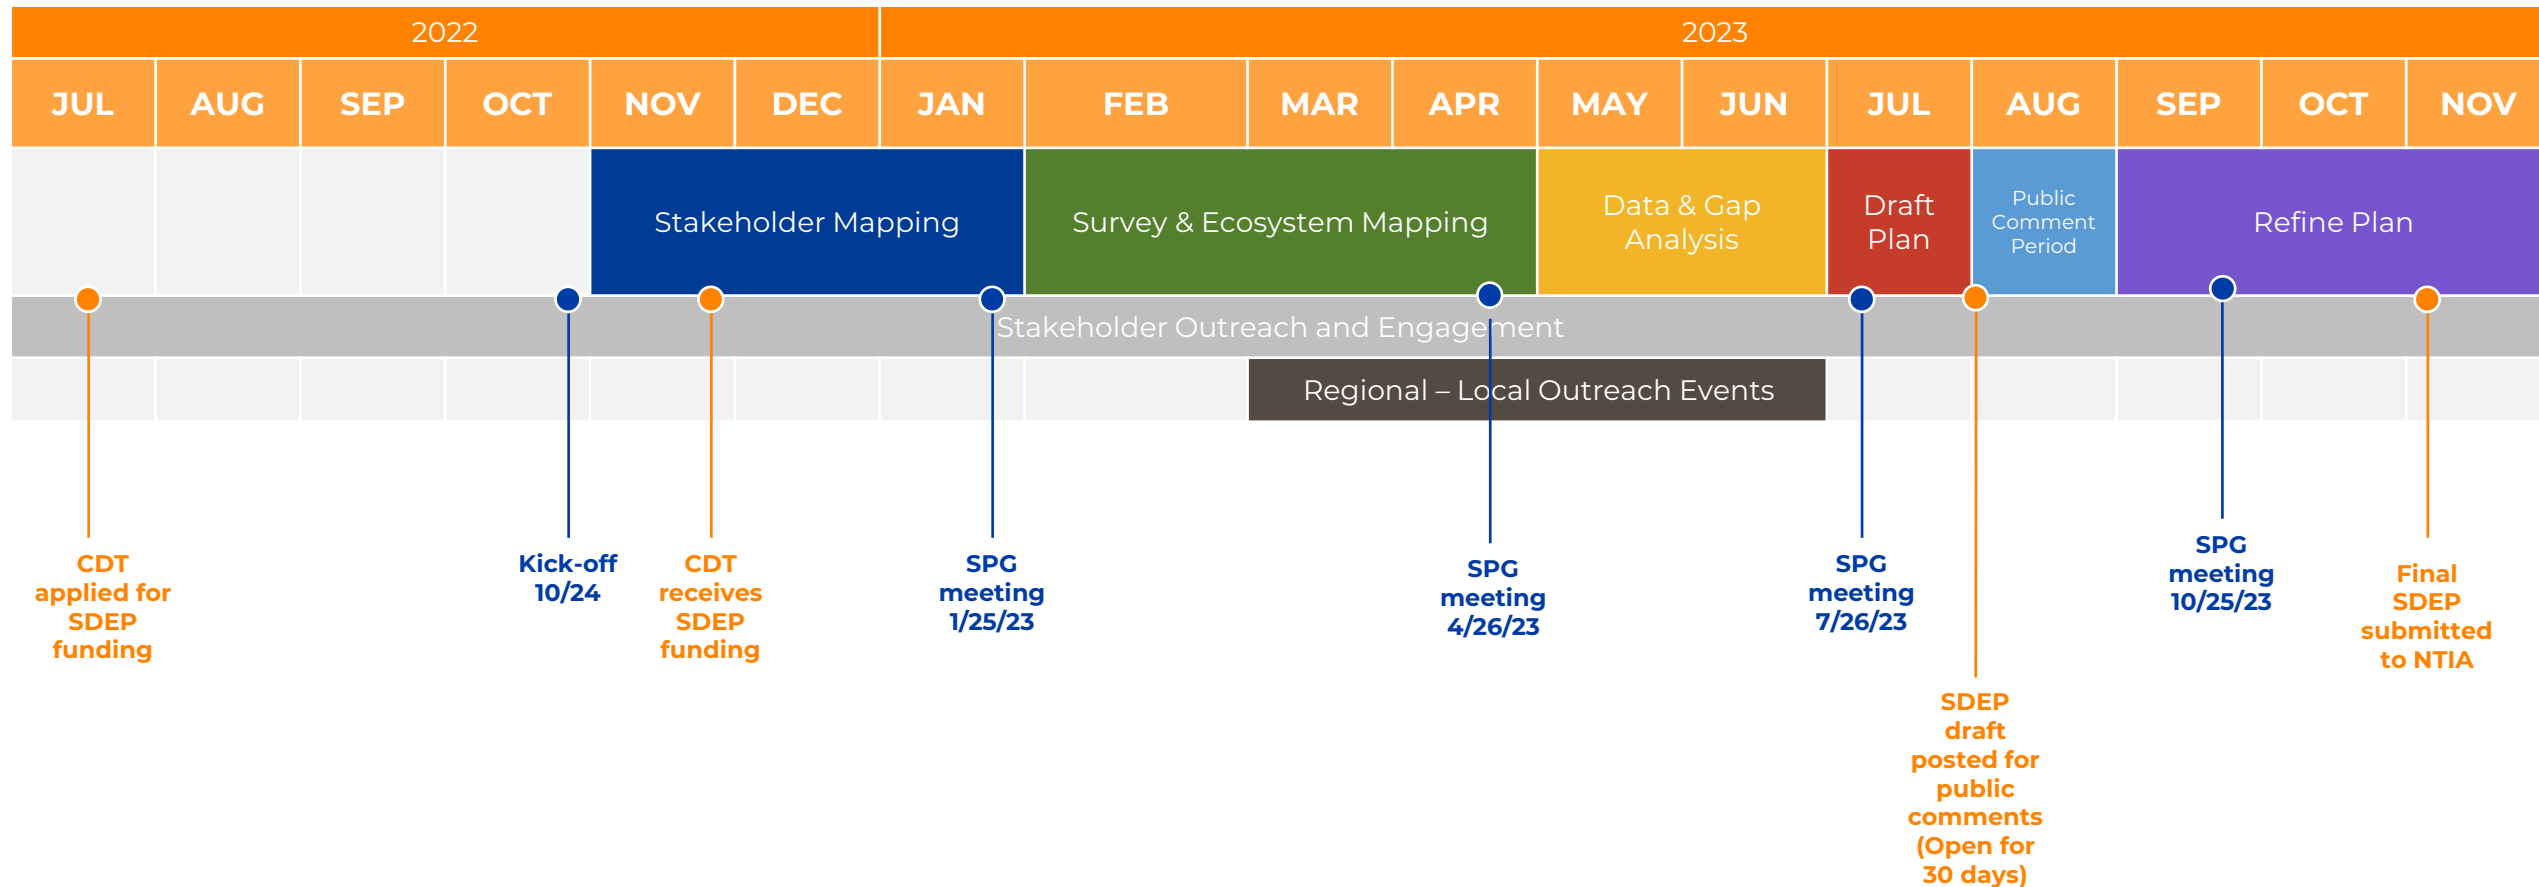 2022
2023
JUL
AUG
SEP
OCT
NOV
DEC
JAN
FEB
MAR
APR
MAY
JUN
JUL
AUG
SEP
OCT
NOV
Stakeholder Mapping
Survey & Ecosystem Mapping
Data & Gap
Analysis
Draft
Plan
Public
Comment
Period
Refine Plan
Stakeholder Outreach and Engagement
Regional – Local Outreach Events
CDT
applied for
SDEP
funding
Kick-off
10/24
CDT
receives
SDEP
funding
SPG
meeting
1/25/23
SPG
meeting
4/26/23
SPG
meeting
7/26/23
SDEP
draft
posted for
public
comments
(Open for
30 days)
SPG
meeting
10/25/23
Final
SDEP
submitted
to NTIA